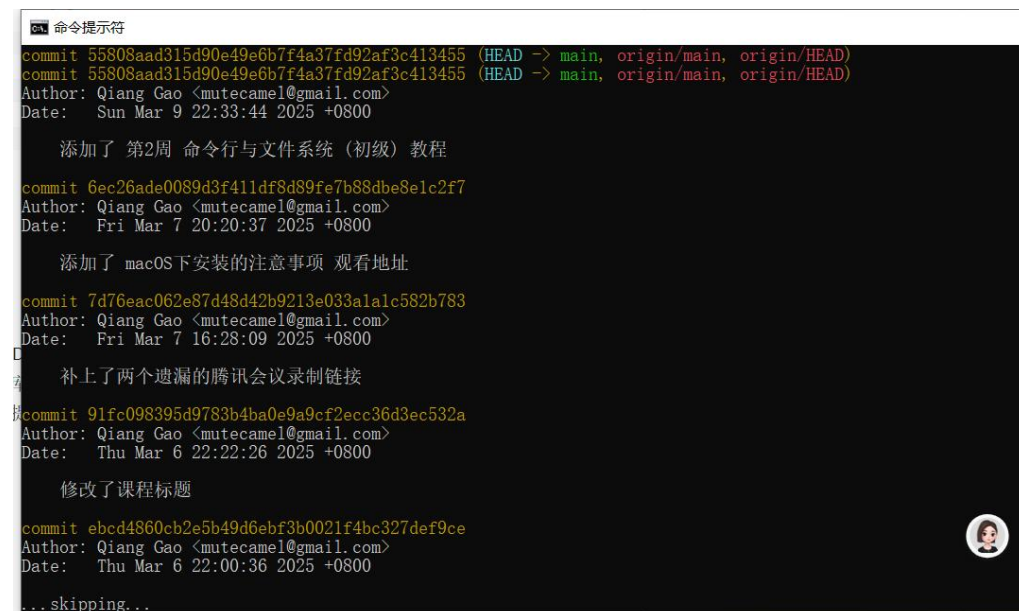 命令提示符
commit 55808aad315d90e49e6b7f4a37fd92af3c413455 (HEAD -> main, origin/main, origin/HEAD)
commit 55808aad315d90e49e6b7f4a37fd92af3c413455 (HEAD -> main, origin/main, origin/HEAD)
Author: Qiang Gao <mutecamel@gmail.com>
Date:   Sun Mar 9 22:33:44 2025 +0800
添加了 第2周 命令行与文件系统 (初级) 教程
commit 6ec26ade0089d3f411df8d89fe7b88dbe8e1c2f7
Author: Qiang Gao <mutecamel@gmail.com>
Date:   Fri Mar 7 20:20:37 2025 +0800
添加了 macOS下安装的注意事项 观看地址
commit 7d76eac062e87d48d42b9213e033a1a1c582b783
Author: Qiang Gao <mutecamel@gmail.com>
Date:   Fri Mar 7 16:28:09 2025 +0800
补上了两个遗漏的腾讯会议录制链接
commit 91fc098395d9783b4ba0e9a9cf2ecc36d3ec532a
Author: Qiang Gao <mutecamel@gmail.com>
Date:   Thu Mar 6 22:22:26 2025 +0800
修改了课程标题
commit ebcd4860cb2e5b49d6ebf3b0021f4bc327def9ce
Author: Qiang Gao <mutecamel@gmail.com>
Date:   Thu Mar 6 22:00:36 2025 +0800
...skipping...